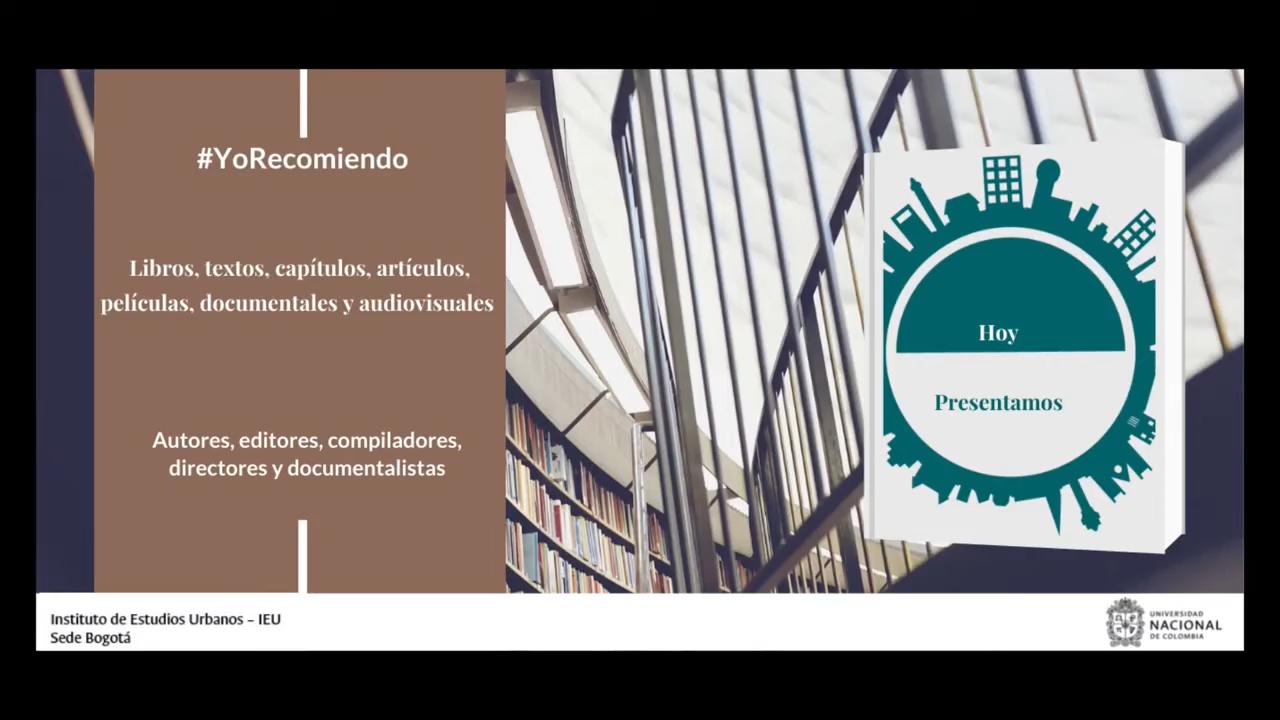 #YoRecomiendo
Libros, textos, capítulos, artículos,
películas, documentales y audiovisuales
Autores, editores, compiladores,
directores y documentalistas
Hoy
Presentamos
Instituto de Estudios Urbanos – IEU
Sede Bogotá
UNIVERSIDAD
NACIONAL
DE COLOMBIA